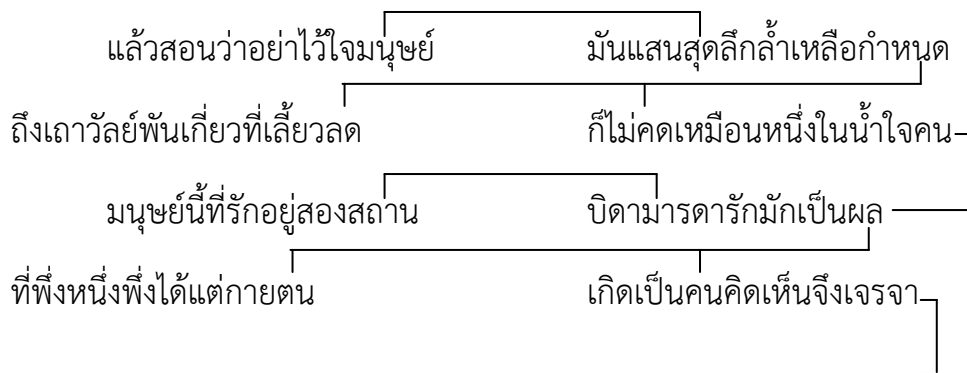 แล้วสอนว่าอย่าไว้ใจมนุษย์ มันแสนสุดลึกล้ำเหลือกำหนด
ถึงเถาวัลย์พันเกี่ยวที่เลี้ยวลด ก็ไม่คดเหมือนหนึ่งในน้ำใจคน
มนุษย์นี้ที่รักอยู่สองสถาน บิดามารดารักมักเป็นผล
ที่พึ่งหนึ่งพึ่งได้แต่กายตน เกิดเป็นคนคิดเห็นจึงเจรจา